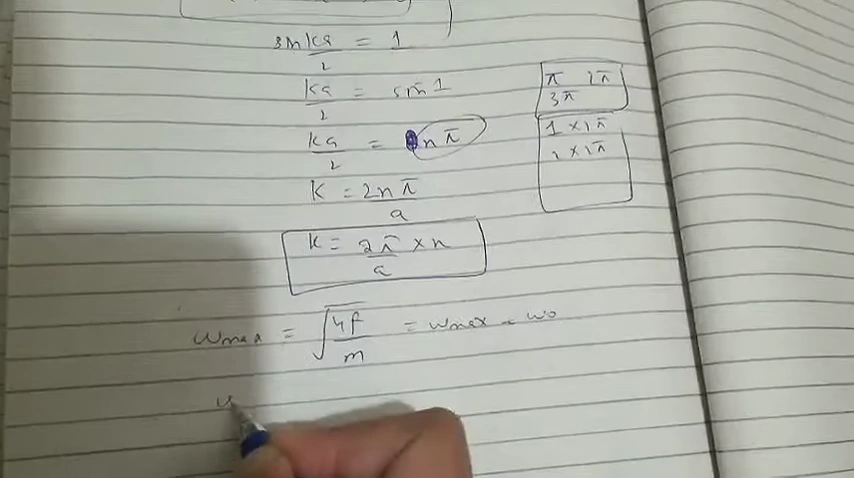 sin ka/2 = 1
ka/2 = sin⁻1
ka/2 = nπ
K = 2nπ/a
K = 2π/a × n
ωmax = √4f/m = ωmax = ω0
π 2π
3π
1 × 1π
1 × 1π